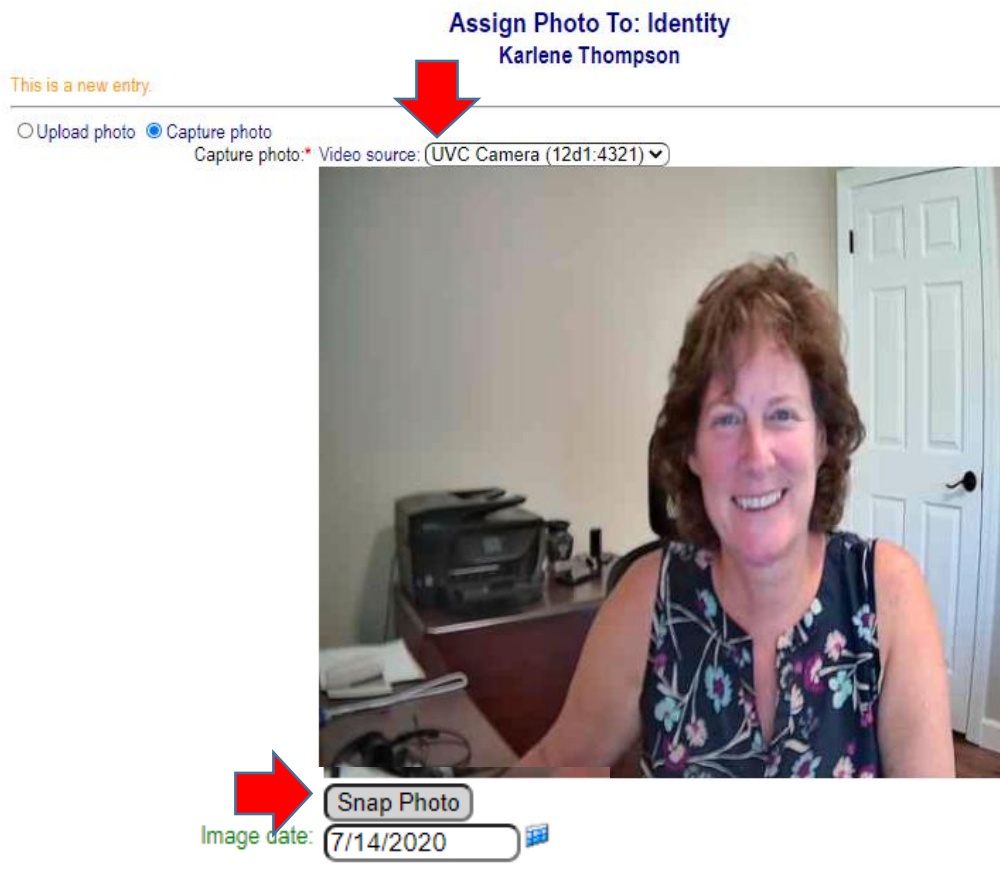 Assign Photo To: Identity
Karlene Thompson
This is a new entry.
Upload photo Capture photo
Capture photo:* Video source: UVC Camera (12d1:4321)
Snap Photo
Image date: 7/14/2020